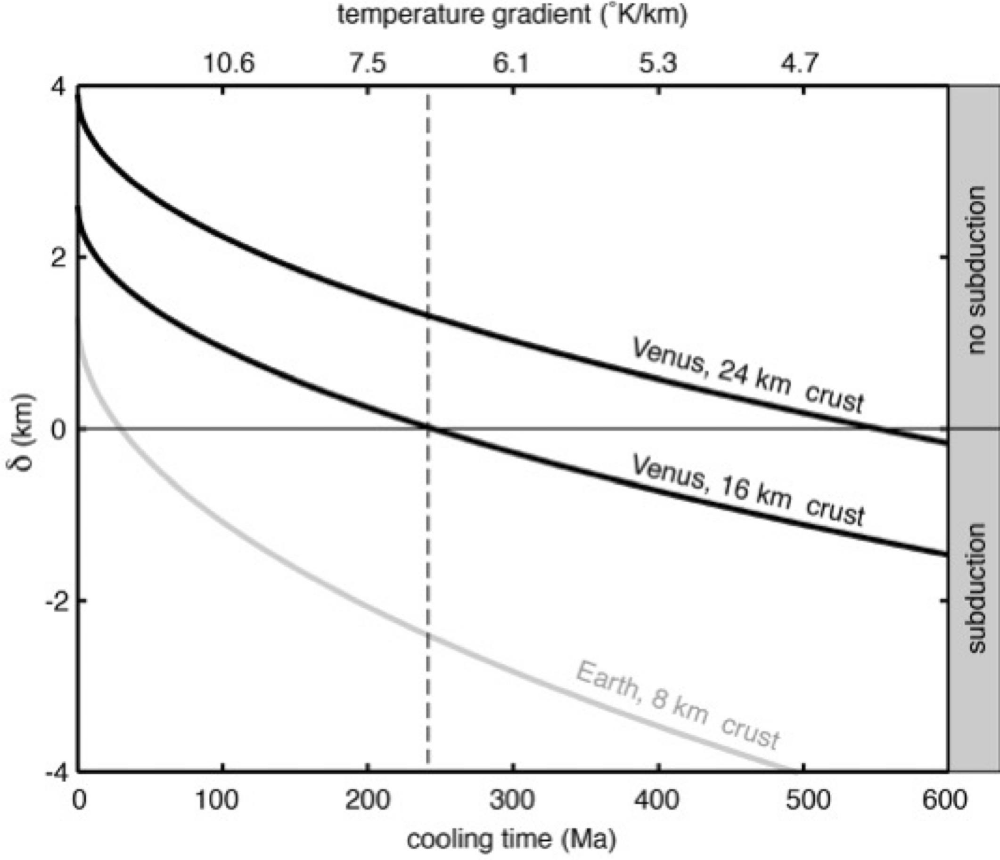 temperature gradient (°K/km)
10.6 7.5 6.1 5.3 4.7
4
2
0
-2
-4
δ (km)
no subduction
subduction
Venus, 24 km crust
Venus, 16 km crust
Earth, 8 km crust
0 100 200 300 400 500 600
cooling time (Ma)